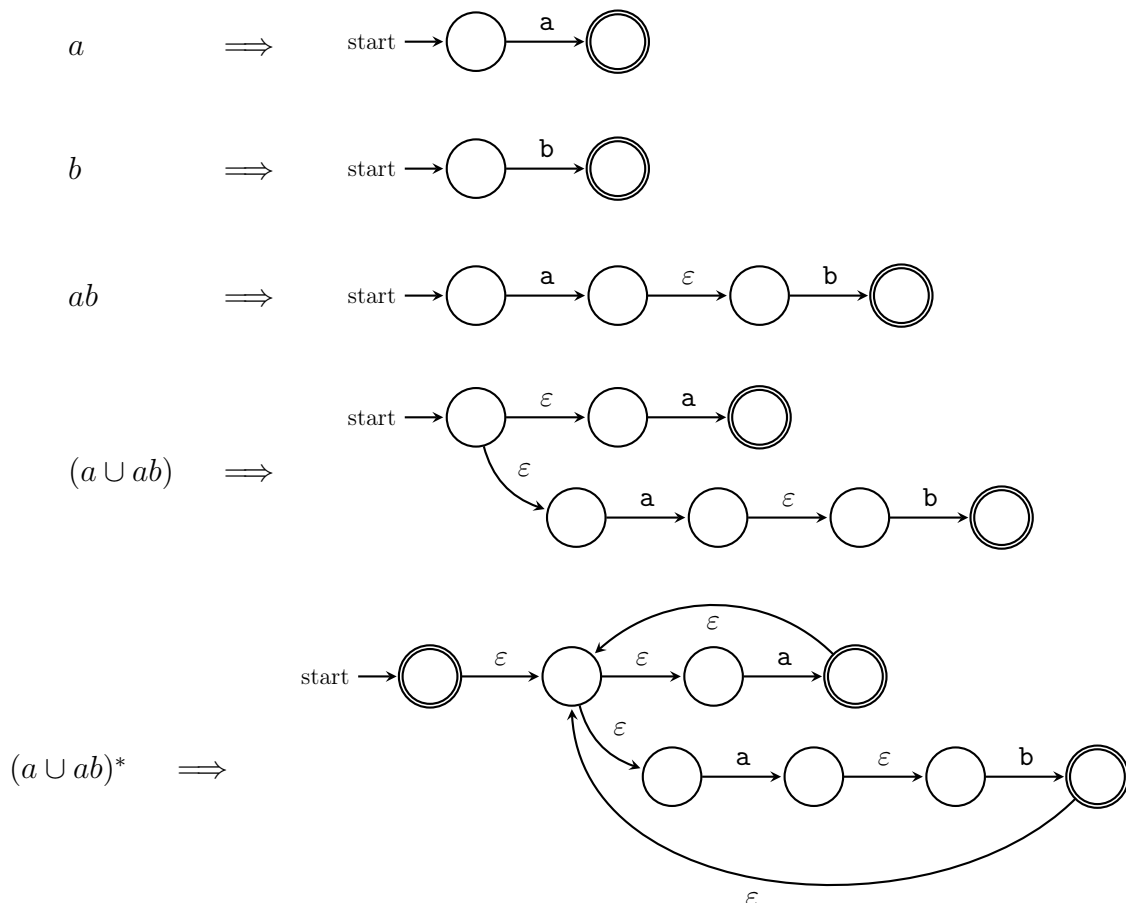 a ⟹ start a
b ⟹ start b
ab ⟹ start a ε b
start ε a
(a ∪ ab) ⟹ ε
a ε b
ε
start ε ε a
ε
(a ∪ ab)* ⟹ a ε b
ε